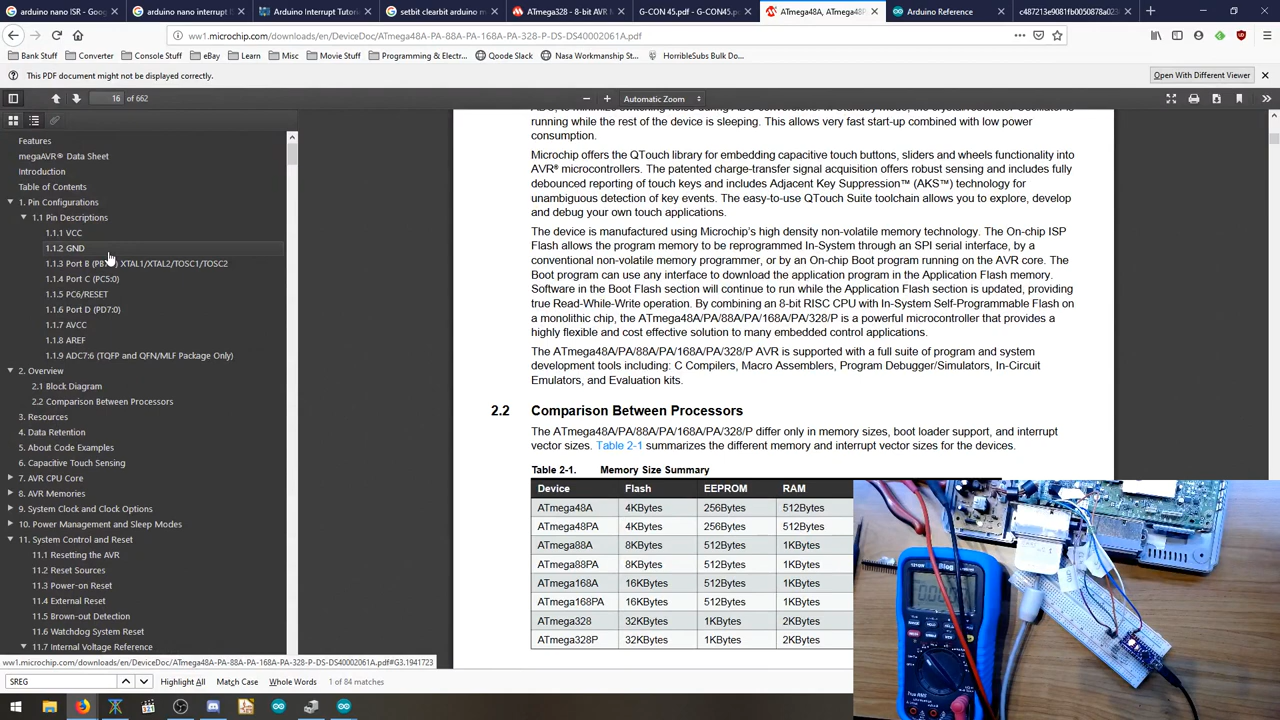 arduino nano ISR - Goog
arduino nano interrupt IS
Arduino Interrupt Tutoria
setbit clearbit arduino m
ATmega328 - 8-bit AVR M
G-CON 45.pdf - G-CON45.p
ATmega48A, ATmega48P
Arduino Reference
c487213e9081fb0050878a023
ww1.microchip.com/downloads/en/DeviceDoc/ATmega48A-PA-88A-PA-168A-PA-328-P-DS-DS40002061A.pdf
Bank Stuff
Converter
Console Stuff
eBay
Learn
Misc
Movie Stuff
Programming & Electr...
Qoode Slack
Nasa Workmanship St...
HorribleSubs Bulk Do...
This PDF document might not be displayed correctly.
Open With Different Viewer
16 of 662
Automatic Zoom
Features
megaAVR® Data Sheet
Introduction
Table of Contents
1. Pin Configurations
1.1 Pin Descriptions
1.1.1 VCC
1.1.2 GND
1.1.3 Port B XTAL1/XTAL2/TOSC1/TOSC2
1.1.4 Port C (PC5:0)
1.1.5 PC6/RESET
1.1.6 Port D (PD7:0)
1.1.7 AVCC
1.1.8 AREF
1.1.9 ADC7:6 (TQFP and QFN/MLF Package Only)
2. Overview
2.1 Block Diagram
2.2 Comparison Between Processors
3. Resources
4. Data Retention
5. About Code Examples
6. Capacitive Touch Sensing
7. AVR CPU Core
8. AVR Memories
9. System Clock and Clock Options
10. Power Management and Sleep Modes
11. System Control and Reset
11.1 Resetting the AVR
11.2 Reset Sources
11.3 Power-on Reset
11.4 External Reset
11.5 Brown-out Detection
11.6 Watchdog System Reset
11.7 Internal Voltage Reference
ww1.microchip.com/downloads/en/DeviceDoc/ATmega48A-PA-88A-PA-168A-PA-328-P-DS-DS40002061A.pdf#G3.1941723
SREG
Highlight All
Match Case
Whole Words
1 of 84 matches
running while the rest of the device is sleeping. This allows very fast start-up combined with low power
consumption.
Microchip offers the QTouch library for embedding capacitive touch buttons, sliders and wheels functionality into
AVR® microcontrollers. The patented charge-transfer signal acquisition offers robust sensing and includes fully
debounced reporting of touch keys and includes Adjacent Key Suppression™ (AKS™) technology for
unambiguous detection of key events. The easy-to-use QTouch Suite toolchain allows you to explore, develop
and debug your own touch applications.
The device is manufactured using Microchip's high density non-volatile memory technology. The On-chip ISP
Flash allows the program memory to be reprogrammed In-System through an SPI serial interface, by a
conventional non-volatile memory programmer, or by an On-chip Boot program running on the AVR core. The
Boot program can use any interface to download the application program in the Application Flash memory.
Software in the Boot Flash section will continue to run while the Application Flash section is updated, providing
true Read-While-Write operation. By combining an 8-bit RISC CPU with In-System Self-Programmable Flash on
a monolithic chip, the ATmega48A/PA/88A/PA/168A/PA/328/P is a powerful microcontroller that provides a
highly flexible and cost effective solution to many embedded control applications.
The ATmega48A/PA/88A/PA/168A/PA/328/P AVR is supported with a full suite of program and system
development tools including: C Compilers, Macro Assemblers, Program Debugger/Simulators, In-Circuit
Emulators, and Evaluation kits.
2.2 Comparison Between Processors
The ATmega48A/PA/88A/PA/168A/PA/328/P differ only in memory sizes, boot loader support, and interrupt
vector sizes. Table 2-1 summarizes the different memory and interrupt vector sizes for the devices.
Table 2-1. Memory Size Summary
Device Flash EEPROM RAM
ATmega48A 4KBytes 256Bytes 512Bytes
ATmega48PA 4KBytes 256Bytes 512Bytes
ATmega88A 8KBytes 512Bytes 1KBytes
ATmega88PA 8KBytes 512Bytes 1KBytes
ATmega168A 16KBytes 512Bytes 1KBytes
ATmega168PA 16KBytes 512Bytes 1KBytes
ATmega328 32KBytes 1KBytes 2KBytes
ATmega328P 32KBytes 1KBytes 2KBytes